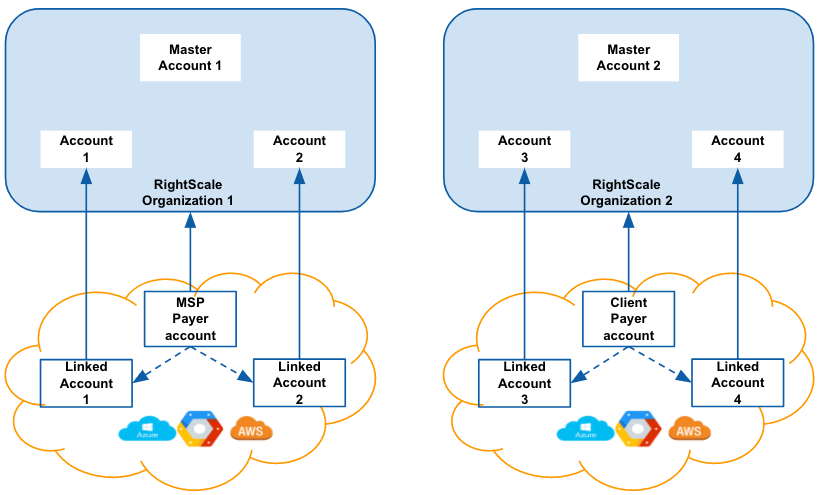 Master
Account 1
Account
1
Account
2
RightScale
Organization 1
MSP
Payer
account
Linked
Account
1
Linked
Account
2
Azure
AWS
Master
Account 2
Account
3
Account
4
RightScale
Organization 2
Client
Payer
account
Linked
Account
3
Linked
Account
4
Azure
AWS